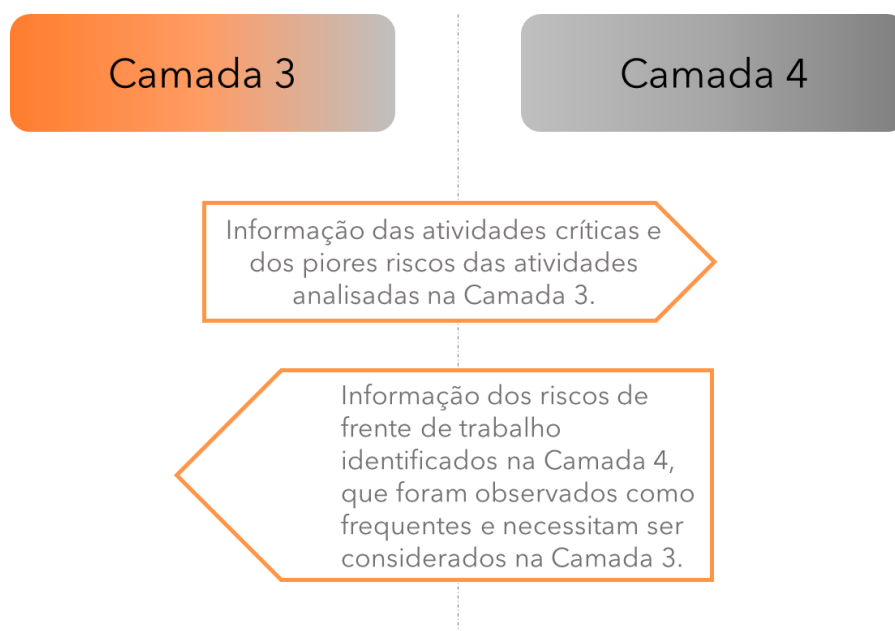 Camada 3
Camada 4
Informação das atividades críticas e
dos piores riscos das atividades
analisadas na Camada 3.
Informação dos riscos de
frente de trabalho
identificados na Camada 4,
que foram observados como
frequentes e necessitam ser
considerados na Camada 3.